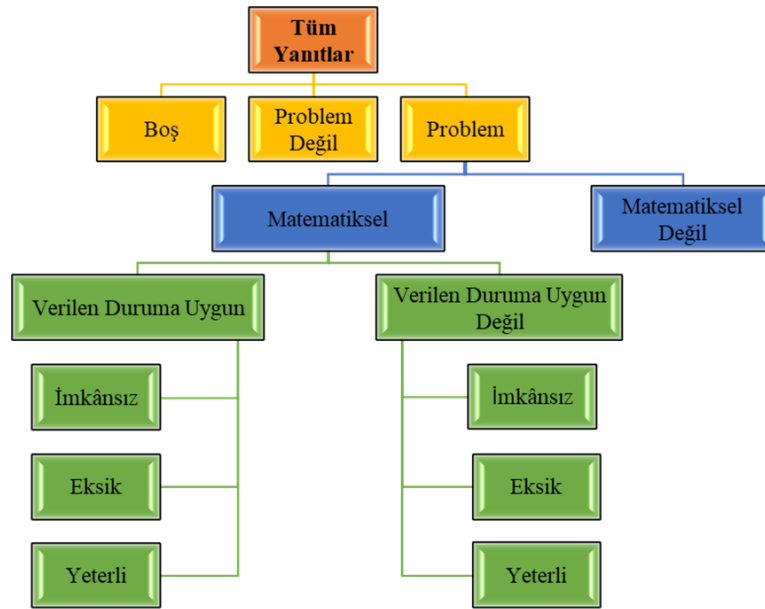 Tüm
Yanıtlar
Boş
Problem
Değil
Problem
Matematiksel
Matematiksel
Değil
Verilen Duruma Uygun
Verilen Duruma Uygun
Değil
İmkânsız
İmkânsız
Eksik
Eksik
Yeterli
Yeterli